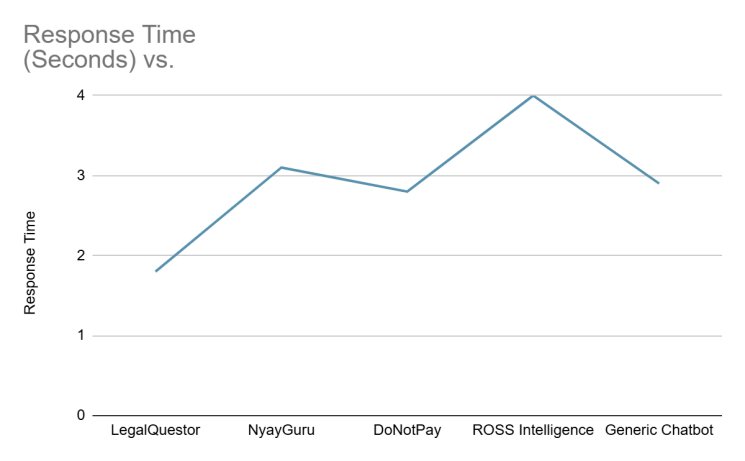 Response Time
(Seconds) vs.
4
3
2
1
0
Response Time
LegalQuestor
NyayGuru
DoNotPay
ROSS Intelligence
Generic Chatbot